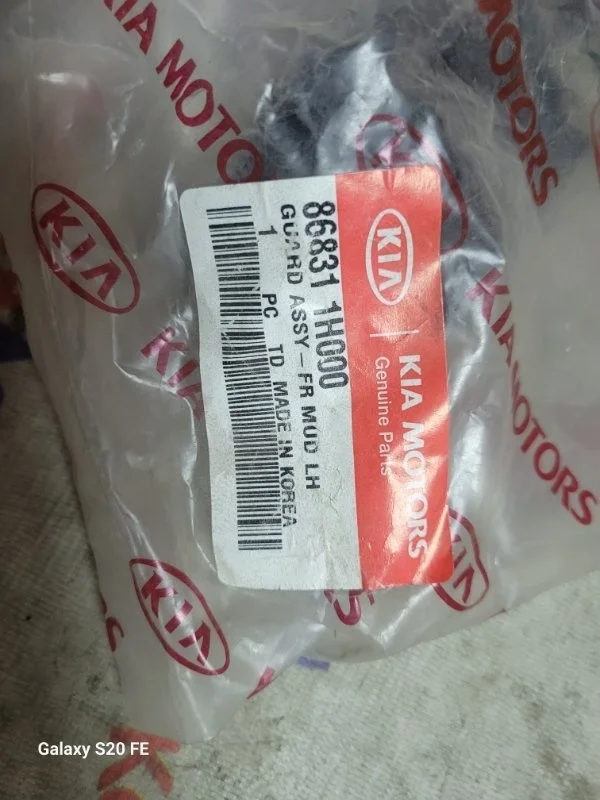 KIA MOTORS
KIA
KIA MOTORS
Genuine Parts
86831 1H000
GUARD ASSY-FR MUD LH
1 PC TD MADE IN KOREA
KIA MOTORS
MOTORS
KIA
KIA MOTORS
KIA
KIA
KIA
Galaxy S20 FE